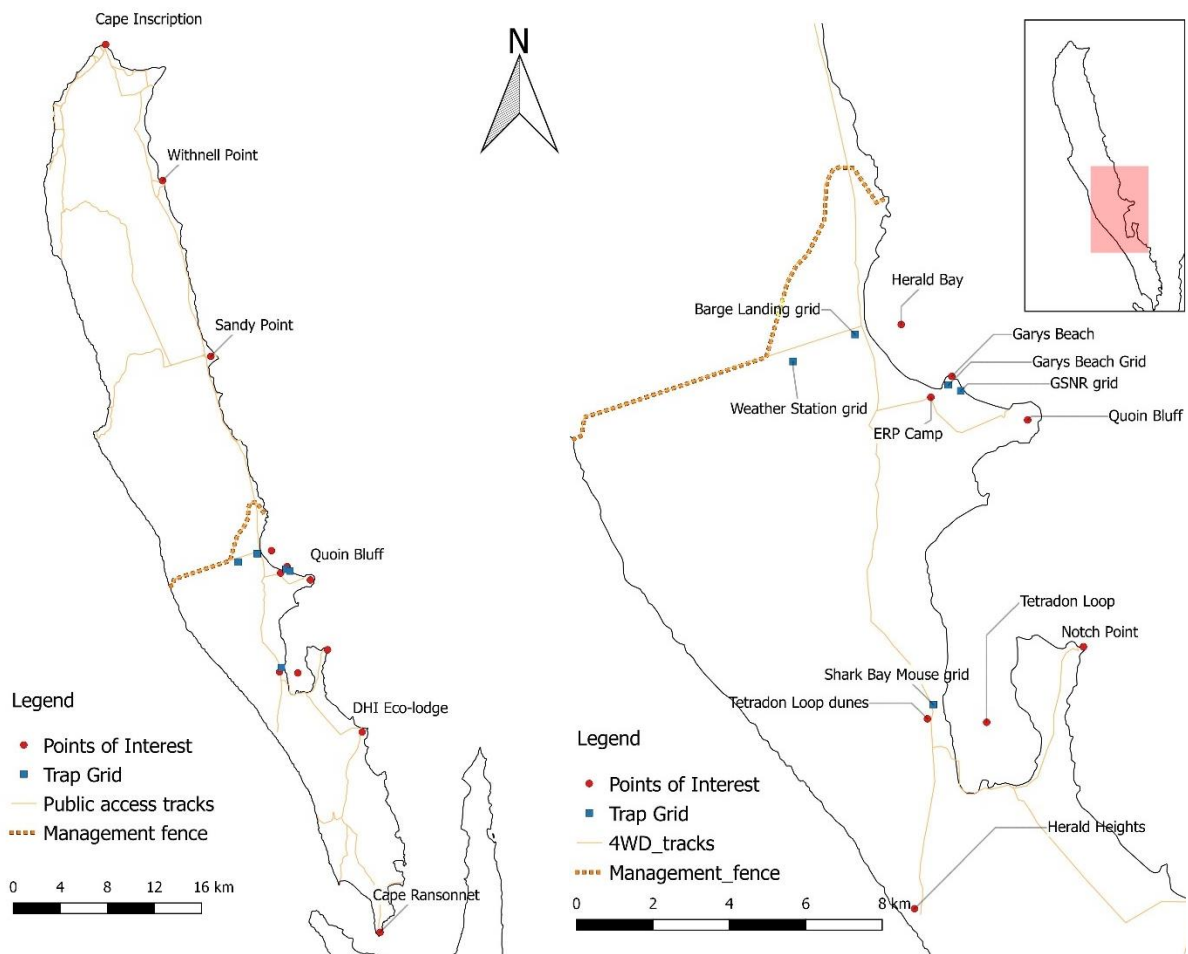 Cape Inscription
Withnell Point
Sandy Point
Quoin Bluff
DHI Eco-lodge
Cape Ransonnet
Legend
Points of Interest
Trap Grid
Public access tracks
Management fence
0 4 8 12 16 km
N
Herald Bay
Barge Landing grid
Garys Beach
Garys Beach Grid
GSNR grid
Weather Station grid
ERP Camp
Quoin Bluff
Tetradon Loop
Notch Point
Shark Bay Mouse grid
Tetradon Loop dunes
Herald Heights
Legend
Points of Interest
Trap Grid
4WD_tracks
Management_fence
0 2 4 6 8 km